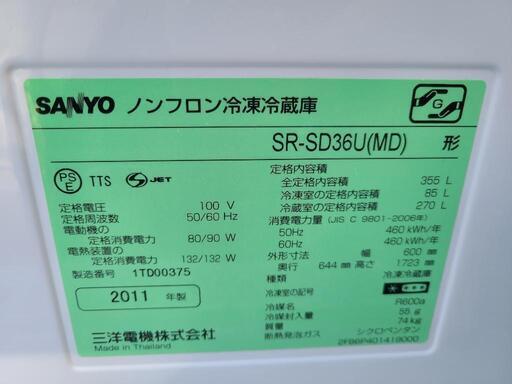 SANYO ノンフロン冷凍冷蔵庫
G
SR-SD36U(MD) 形
PS E TTS S JET
定格電圧 100 V
定格周波数 50/60 Hz
電動機の
定格消費電力 80/90 W
電熱装置の
定格消費電力 132/132 W
製造番号 1TD00375
2011 年製
三洋電機株式会社
Made in Thailand
定格内容積
全定格内容積 355 L
冷凍室の内容積 85 L
冷蔵室の内容積 270 L
消費電力量 (JIS C 9801-2006年)
50Hz 460 kWh/年
60Hz 460 kWh/年
外形寸法 幅 600 mm
奥行 644 mm 高さ 1723 mm
種類 冷凍冷蔵庫
冷凍室の記号
冷媒 R600a
冷媒封入量 55 g
質量 74 kg
断熱発泡ガス シクロペンタン
2FB6P401419000